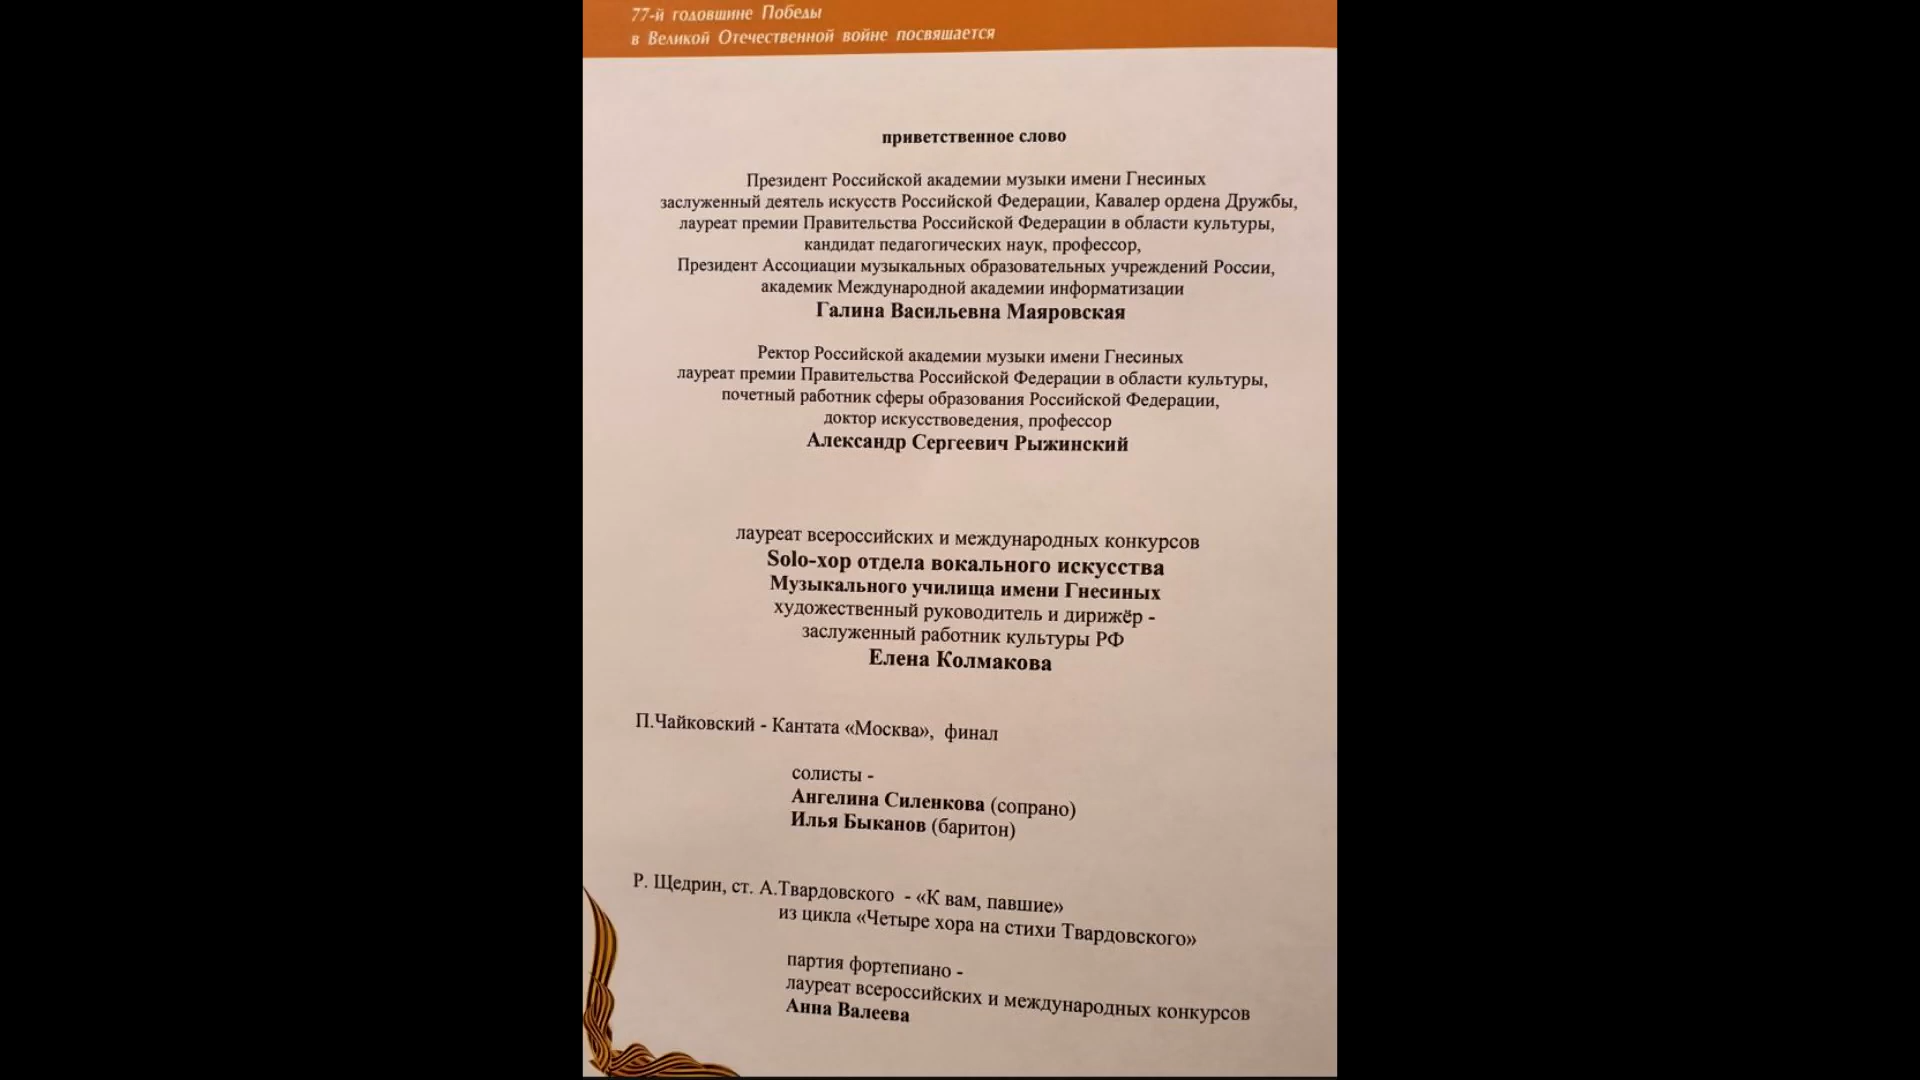 77-й годовщине Победы
в Великой Отечественной войне посвящается
приветственное слово
Президент Российской академии музыки имени Гнесиных
заслуженный деятель искусств Российской Федерации, Кавалер ордена Дружбы,
лауреат премии Правительства Российской Федерации в области культуры,
кандидат педагогических наук, профессор,
Президент Ассоциации музыкальных образовательных учреждений России,
академик Международной академии информатизации
Галина Васильевна Маяровская
Ректор Российской академии музыки имени Гнесиных
лауреат премии Правительства Российской Федерации в области культуры,
почетный работник сферы образования Российской Федерации,
доктор искусствоведения, профессор
Александр Сергеевич Рыжинский
лауреат всероссийских и международных конкурсов
Solo-хор отдела вокального искусства
Музыкального училища имени Гнесиных
художественный руководитель и дирижёр -
заслуженный работник культуры РФ
Елена Колмакова
П.Чайковский - Кантата «Москва», финал
солисты -
Ангелина Силенкова (сопрано)
Илья Быканов (баритон)
Р. Щедрин, ст. А.Твардовского - «К вам, павшие»
из цикла «Четыре хора на стихи Твардовского»
партия фортепиано -
лауреат всероссийских и международных конкурсов
Анна Валеева